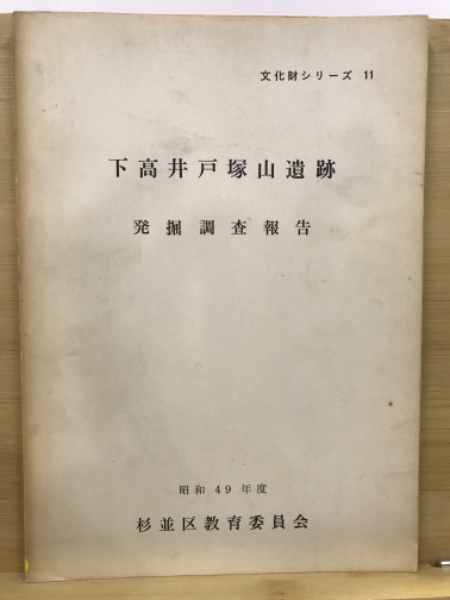 文化財シリーズ 11
下高井戸塚山遺跡
発掘調査報告
昭和49年度
杉並区教育委員会